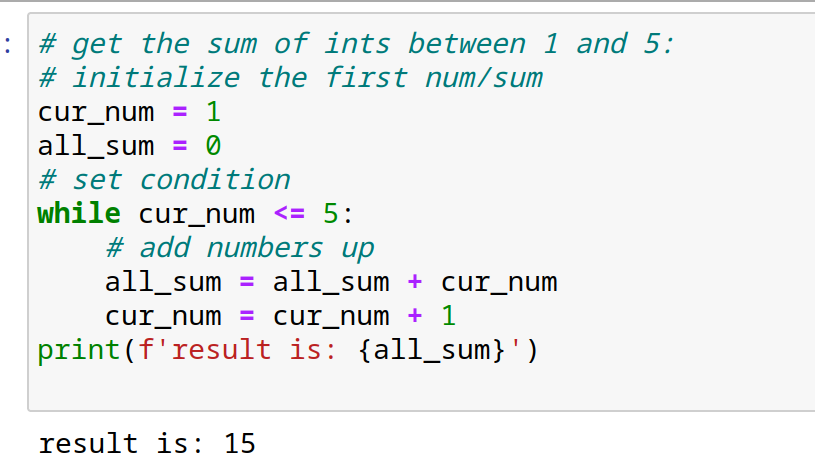 :
# get the sum of ints between 1 and 5:
# initialize the first num/sum
cur_num = 1
all_sum = 0
# set condition
while cur_num <= 5:
    # add numbers up
    all_sum = all_sum + cur_num
    cur_num = cur_num + 1
print(f'result is: {all_sum}')
result is: 15